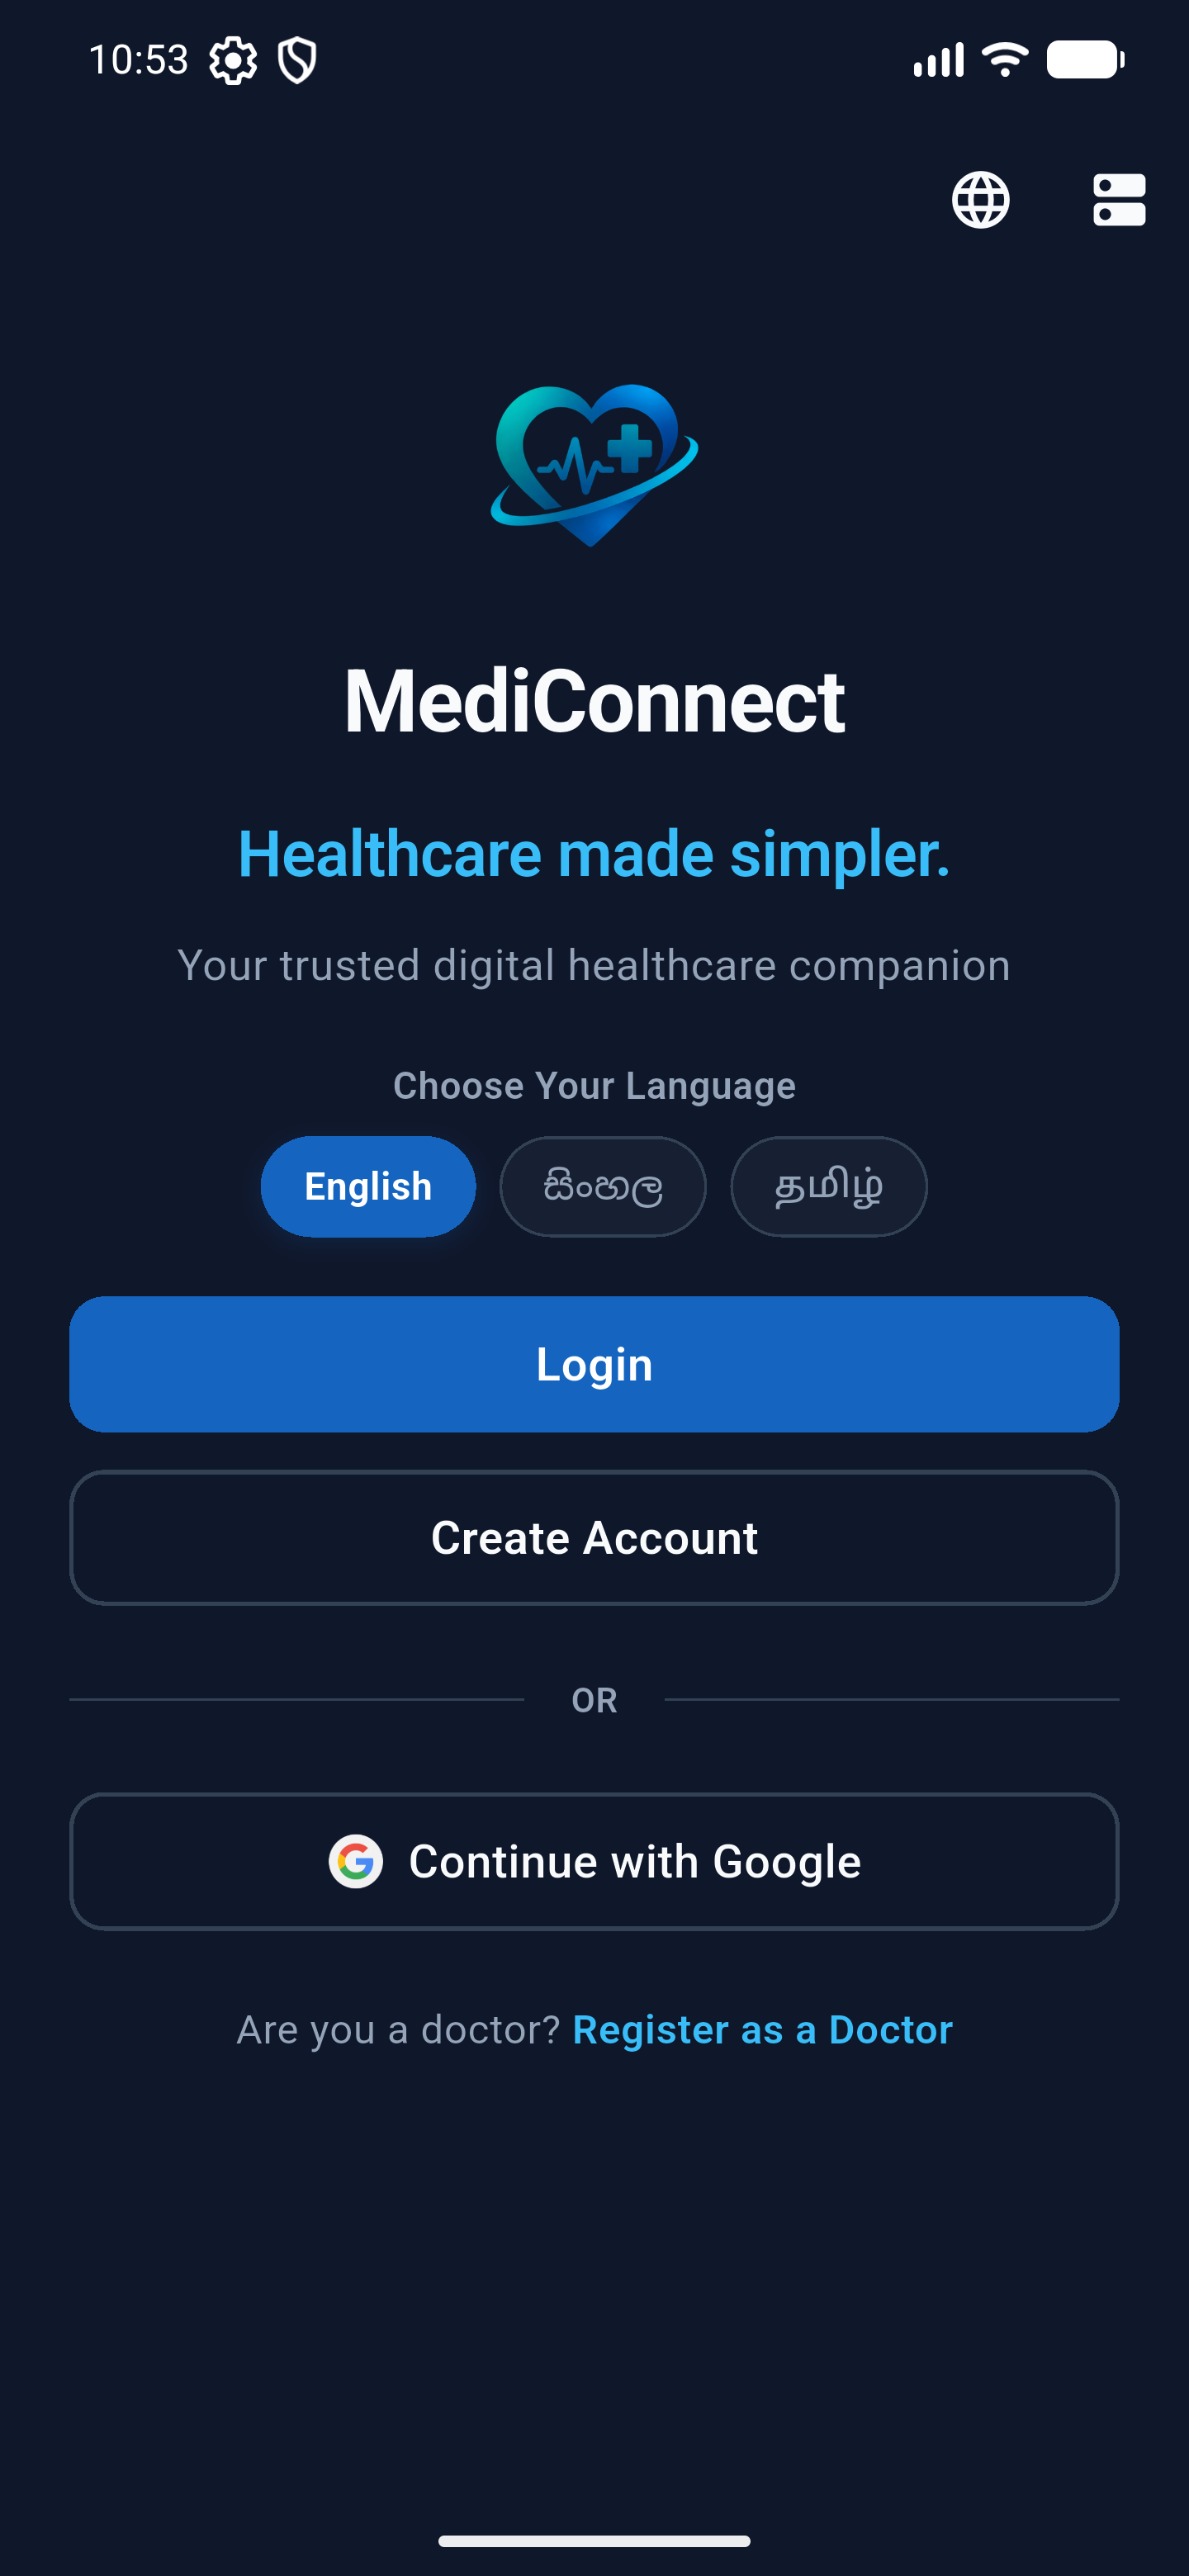 10:53
MediConnect
Healthcare made simpler.
Your trusted digital healthcare companion
Choose Your Language
English සිංහල தமிழ்
Login
Create Account
OR
Continue with Google
Are you a doctor? Register as a Doctor